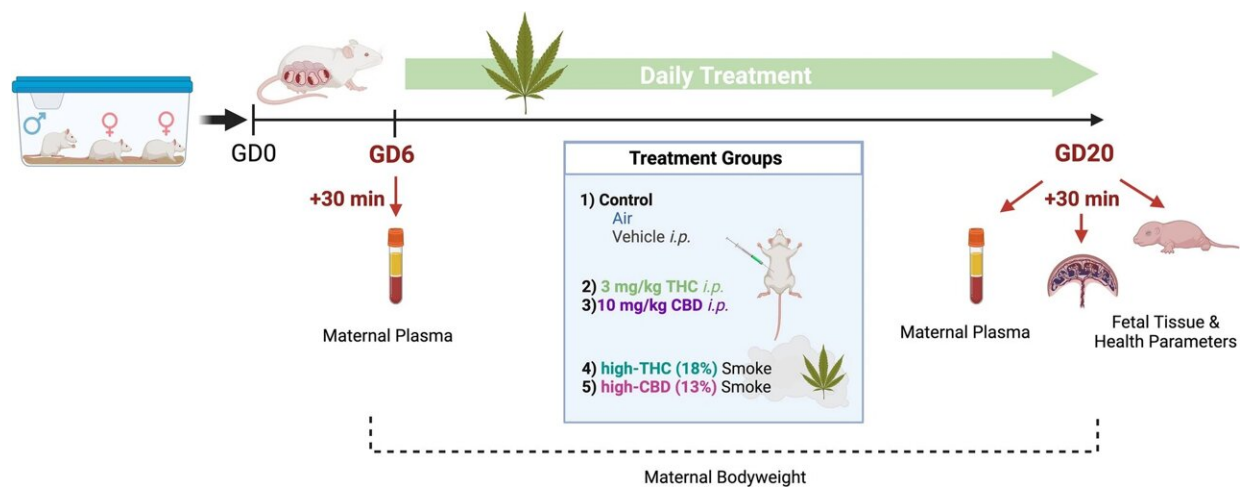 Daily Treatment
GD0
GD6
GD20
+30 min
Maternal Plasma
Treatment Groups
1) Control
Air
Vehicle i.p.
2) 3 mg/kg THC i.p.
3)10 mg/kg CBD i.p.
4) high-THC (18%) Smoke
5) high-CBD (13%) Smoke
+30 min
Maternal Plasma
Fetal Tissue &
Health Parameters
Maternal Bodyweight